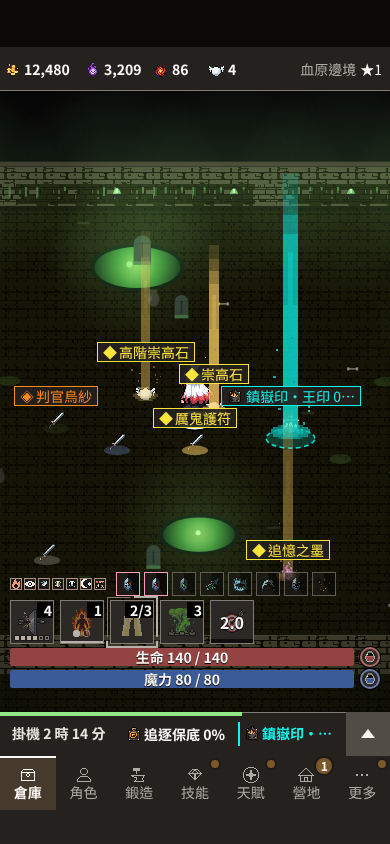 12,480 3,209 86 4 血原邊境 ★1
高階崇高石
崇高石
判官烏紗
鎮嶽印・王印 0…
厲鬼護符
追憶之墨
4 1 2/3 3 2.0
生命 140 / 140
魔力 80 / 80
掛機 2 時 14 分 追逐保底 0% 鎮嶽印・…
1
倉庫 角色 鍛造 技能 天賦 營地 更多